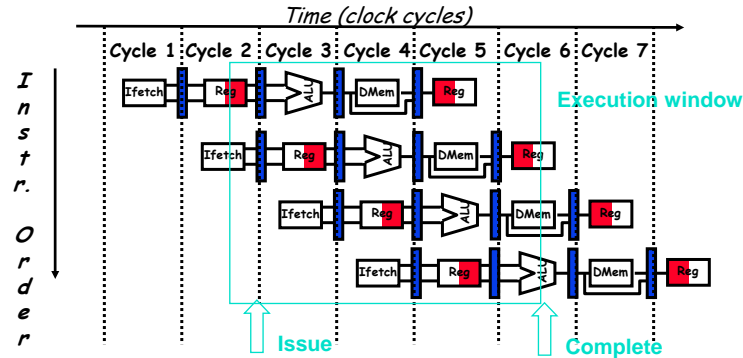 Time (clock cycles)
Cycle 1 Cycle 2 Cycle 3 Cycle 4 Cycle 5 Cycle 6 Cycle 7
Instr. Order
Ifetch Reg ALU DMem Reg
Execution window
Ifetch Reg ALU DMem Reg
Ifetch Reg ALU DMem Reg
Ifetch Reg ALU DMem Reg
Issue
Complete